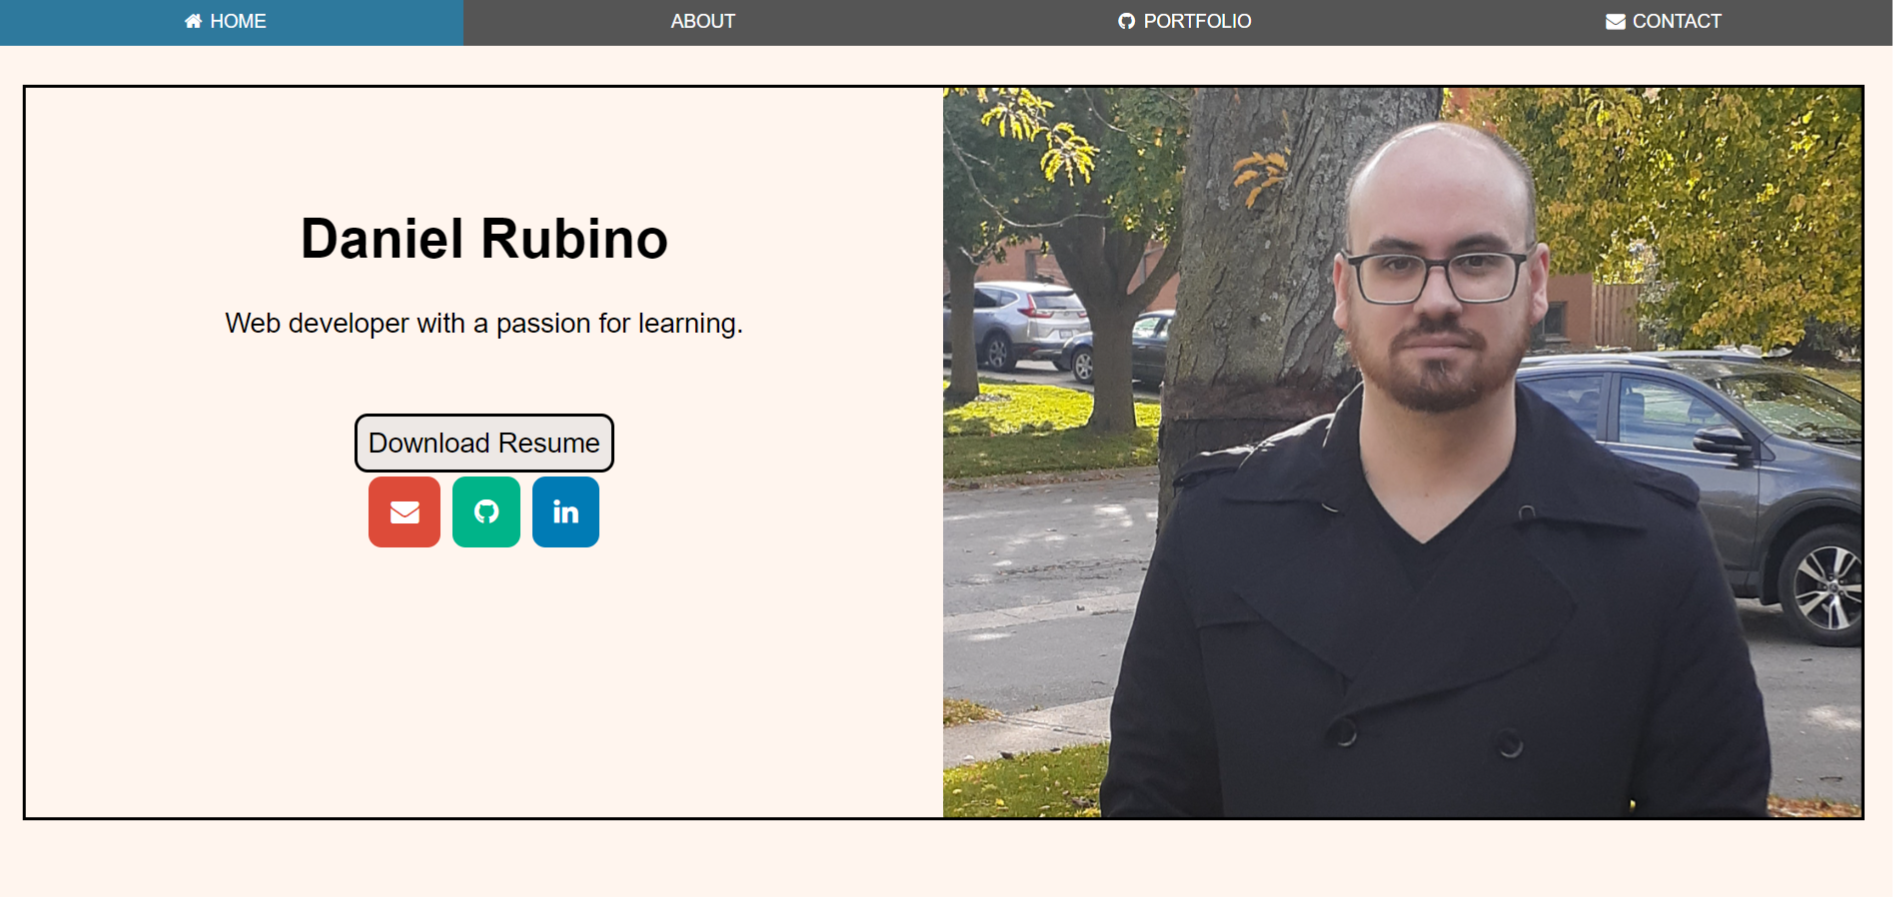 HOME
ABOUT
PORTFOLIO
CONTACT
Daniel Rubino
Web developer with a passion for learning.
Download Resume
in